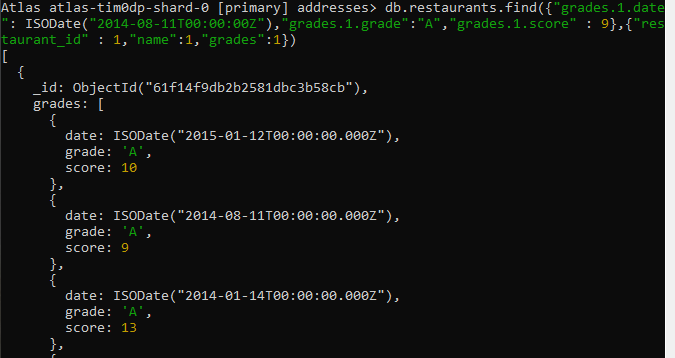 Atlas atlas-tim0dp-shard-0 [primary] addresses> db.restaurants.find({"grades.1.date
": ISODate("2014-08-11T00:00:00Z"),"grades.1.grade":"A","grades.1.score" : 9},{"res
taurant_id" : 1,"name":1,"grades":1})
[
  {
    _id: ObjectId("61f14f9db2b2581dbc3b58cb"),
    grades: [
      {
        date: ISODate("2015-01-12T00:00:00.000Z"),
        grade: 'A',
        score: 10
      },
      {
        date: ISODate("2014-08-11T00:00:00.000Z"),
        grade: 'A',
        score: 9
      },
      {
        date: ISODate("2014-01-14T00:00:00.000Z"),
        grade: 'A',
        score: 13
      },
      {